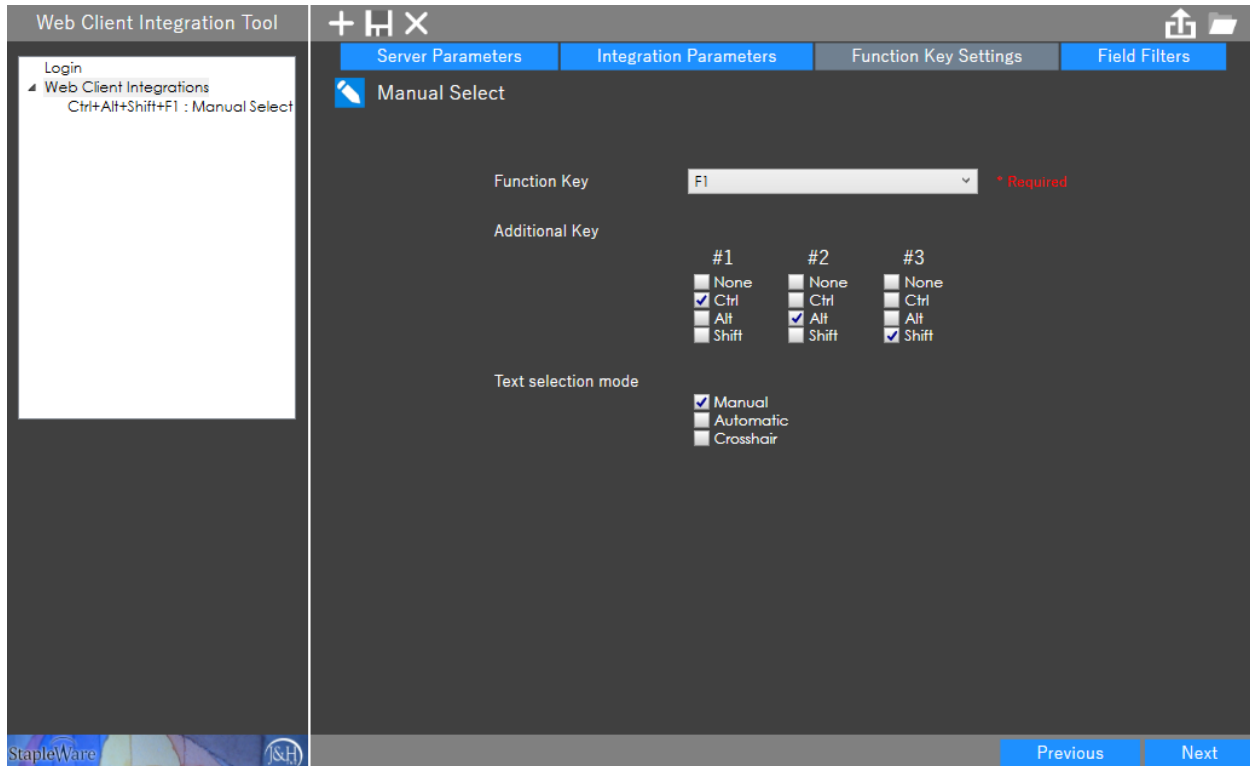 Web Client Integration Tool
Login
Web Client Integrations
Ctrl+Alt+Shift+F1 : Manual Select
Server Parameters Integration Parameters Function Key Settings Field Filters
Manual Select
Function Key F1 * Required
Additional Key
#1 #2 #3
None None None
Ctrl Ctrl Ctrl
Alt Alt Alt
Shift Shift Shift
Text selection mode
Manual
Automatic
Crosshair
StapleWare J&H
Previous Next